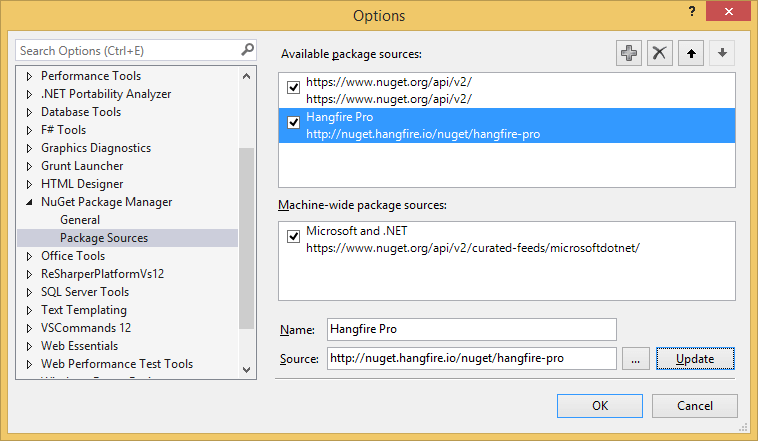 Options
?
Search Options (Ctrl+E)
Performance Tools
.NET Portability Analyzer
Database Tools
F# Tools
Graphics Diagnostics
Grunt Launcher
HTML Designer
NuGet Package Manager
General
Package Sources
Office Tools
ReSharperPlatformVs12
SQL Server Tools
Text Templating
VSCommands 12
Web Essentials
Web Performance Test Tools
Available package sources:
https://www.nuget.org/api/v2/
https://www.nuget.org/api/v2/
Hangfire Pro
http://nuget.hangfire.io/nuget/hangfire-pro
Machine-wide package sources:
Microsoft and .NET
https://www.nuget.org/api/v2/curated-feeds/microsoftdotnet/
Name: Hangfire Pro
Source: http://nuget.hangfire.io/nuget/hangfire-pro ... Update
OK Cancel